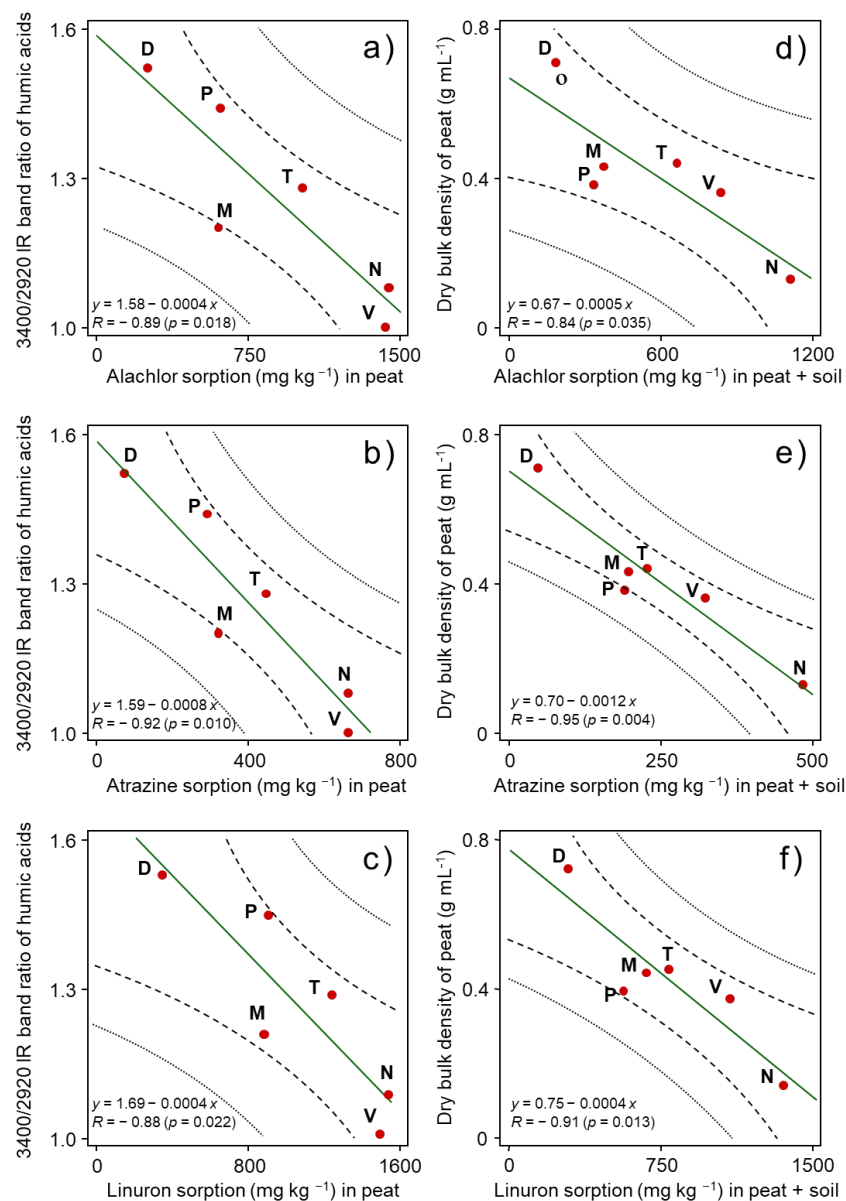 3400/2920 IR band ratio of humic acids
1.6
1.3
1.0
a)
D
P
T
M
N
V
y = 1.58 – 0.0004 x
R = – 0.89 (p = 0.018)
0
750
1500
Alachlor sorption (mg kg ⁻¹) in peat
Dry bulk density of peat (g mL⁻¹)
0.8
0.4
0
d)
D
O
M
P
T
V
N
y = 0.67 – 0.0005 x
R = – 0.84 (p = 0.035)
0
600
1200
Alachlor sorption (mg kg ⁻¹) in peat + soil
3400/2920 IR band ratio of humic acids
1.6
1.3
1.0
b)
D
P
T
M
N
V
y = 1.59 – 0.0008 x
R = – 0.92 (p = 0.010)
0
400
800
Atrazine sorption (mg kg ⁻¹) in peat
Dry bulk density of peat (g mL⁻¹)
0.8
0.4
0
e)
D
M
T
P
V
N
y = 0.70 – 0.0012 x
R = – 0.95 (p = 0.004)
0
250
500
Atrazine sorption (mg kg ⁻¹) in peat + soil
3400/2920 IR band ratio of humic acids
1.6
1.3
1.0
c)
D
P
T
M
N
V
y = 1.69 – 0.0004 x
R = – 0.88 (p = 0.022)
0
800
1600
Linuron sorption (mg kg ⁻¹) in peat
Dry bulk density of peat (g mL⁻¹)
0.8
0.4
0
f)
D
T
M
P
V
N
y = 0.75 – 0.0004 x
R = – 0.91 (p = 0.013)
0
750
1500
Linuron sorption (mg kg ⁻¹) in peat + soil